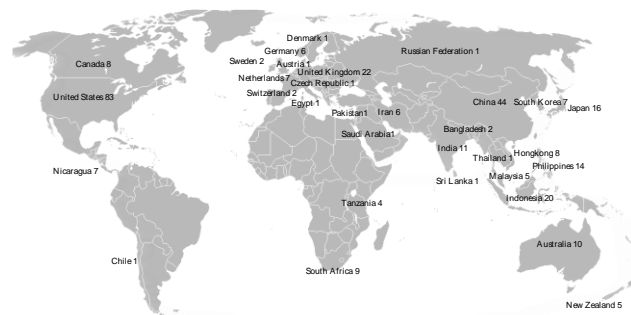 Denmark 1
Germany 6
Russian Federation 1
Sweden 2
Austria 1
Canada 8
United Kingdom 22
Netherlands 7
Czech Republic 1
Switzerland 2
United States 83
Egypt 1
China 44
South Korea 7
Japan 16
Pakistan1
Iran 6
Bangladesh 2
Saudi Arabia1
India 11
Hongkong 8
Thailand 1
Philippines 14
Nicaragua 7
Malaysia 5
Sri Lanka 1
Indonesia 20
Tanzania 4
Australia 10
Chile 1
South Africa 9
New Zealand 5